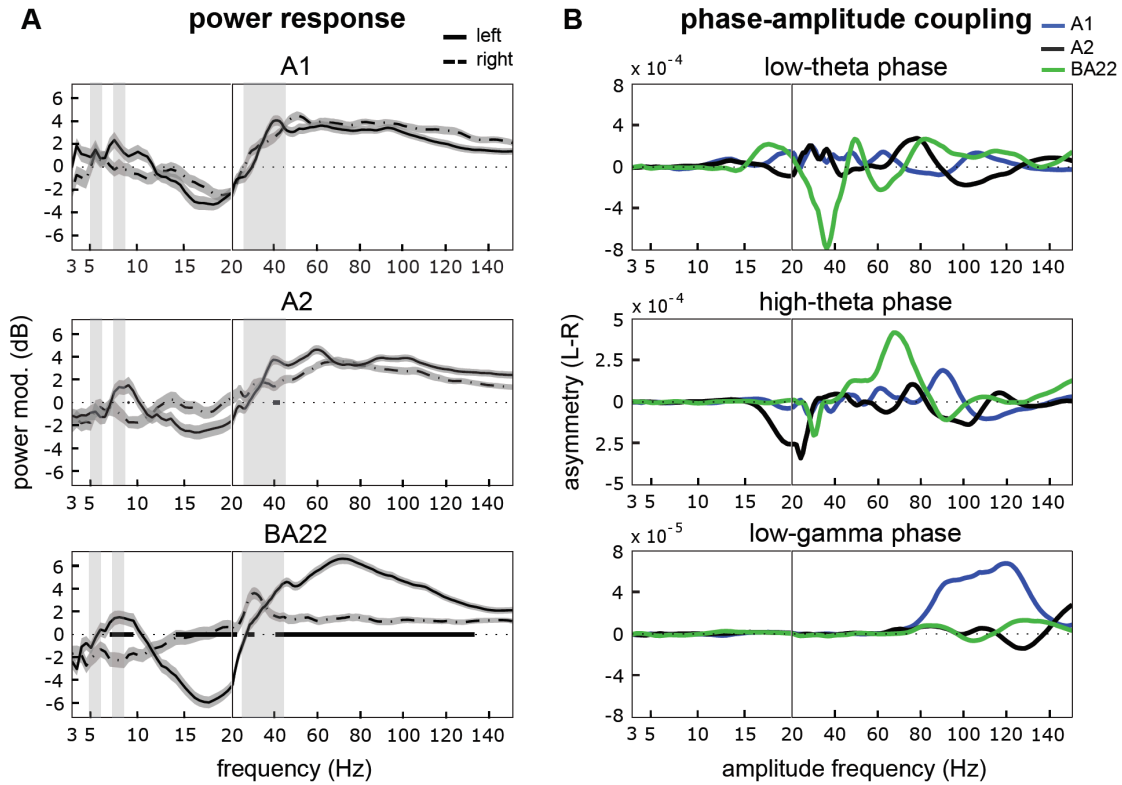 A power response
left
right
A1
6
4
2
0
-2
-4
-6
3 5 10 15 20 40 60 80 100 120 140
A2
6
4
2
0
-2
-4
-6
3 5 10 15 20 40 60 80 100 120 140
BA22
6
4
2
0
-2
-4
-6
3 5 10 15 20 40 60 80 100 120 140
power mod. (dB)
frequency (Hz)
B phase-amplitude coupling
A1
A2
BA22
x 10-4 low-theta phase
8
4
0
-4
-8
3 5 10 15 20 40 60 80 100 120 140
x 10-4 high-theta phase
5
2.5
0
2.5
-5
3 5 10 15 20 40 60 80 100 120 140
x 10-5 low-gamma phase
8
4
0
-4
-8
3 5 10 15 20 40 60 80 100 120 140
asymmetry (L-R)
amplitude frequency (Hz)